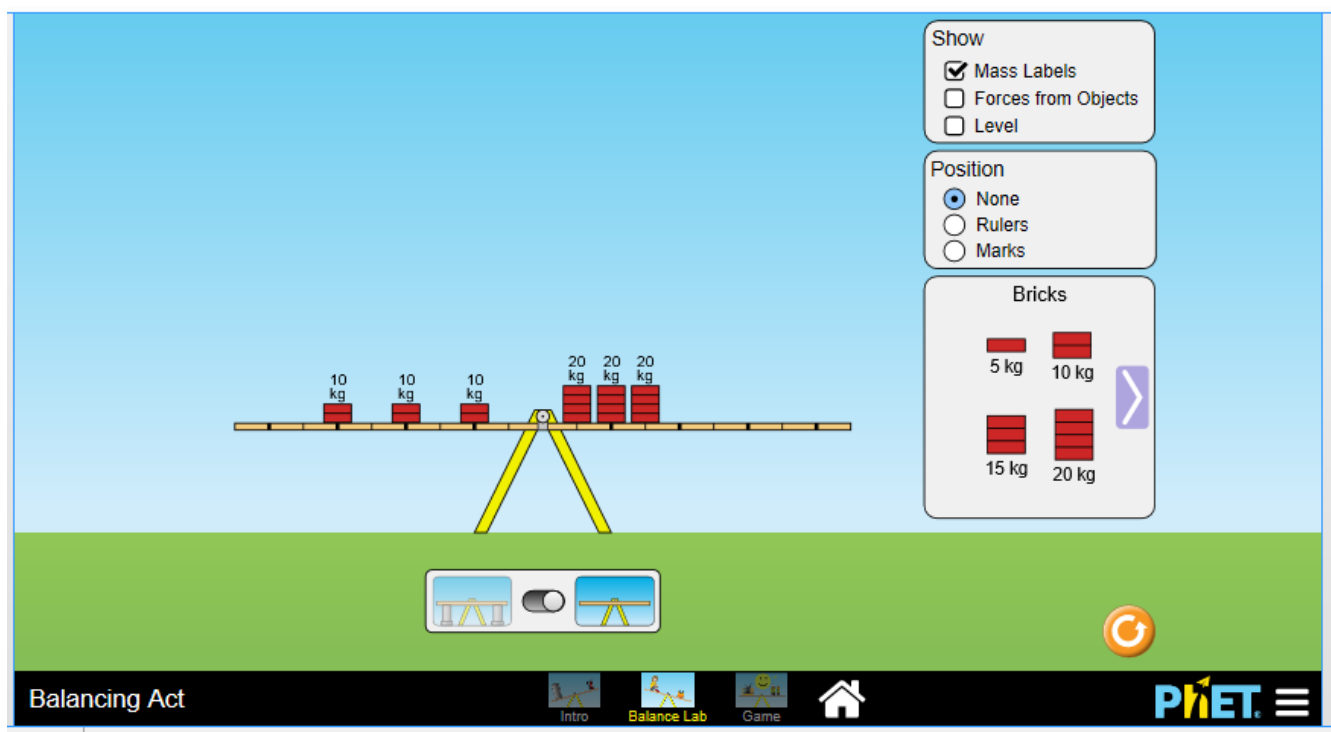 Show
Mass Labels
Forces from Objects
Level
Position
None
Rulers
Marks
Bricks
5 kg
10 kg
15 kg
20 kg
10 kg
10 kg
10 kg
20 kg
20 kg
20 kg
Balancing Act
Intro
Balance Lab
Game
PhET